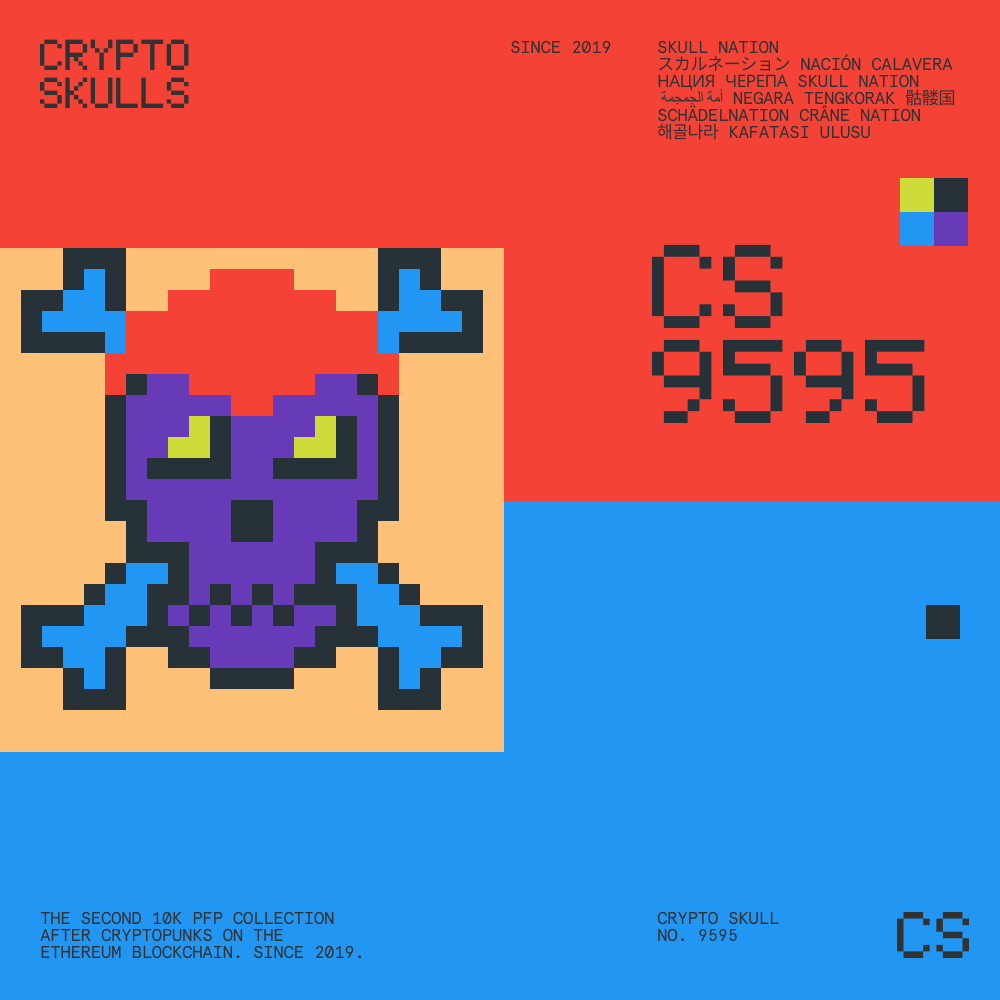 CRYPTO
SKULLS
SINCE 2019
SKULL NATION
スカルネーション NACIÓN CALAVERA
НАЦИЯ ЧЕРЕПА SKULL NATION
أمة الجمجمة NEGARA TENGKORAK 骷髅国
SCHÄDELNATION CRÂNE NATION
해골나라 KAFATASI ULUSU
CS
9595
THE SECOND 10K PFP COLLECTION
AFTER CRYPTOPUNKS ON THE
ETHEREUM BLOCKCHAIN. SINCE 2019.
CRYPTO SKULL
NO. 9595
CS